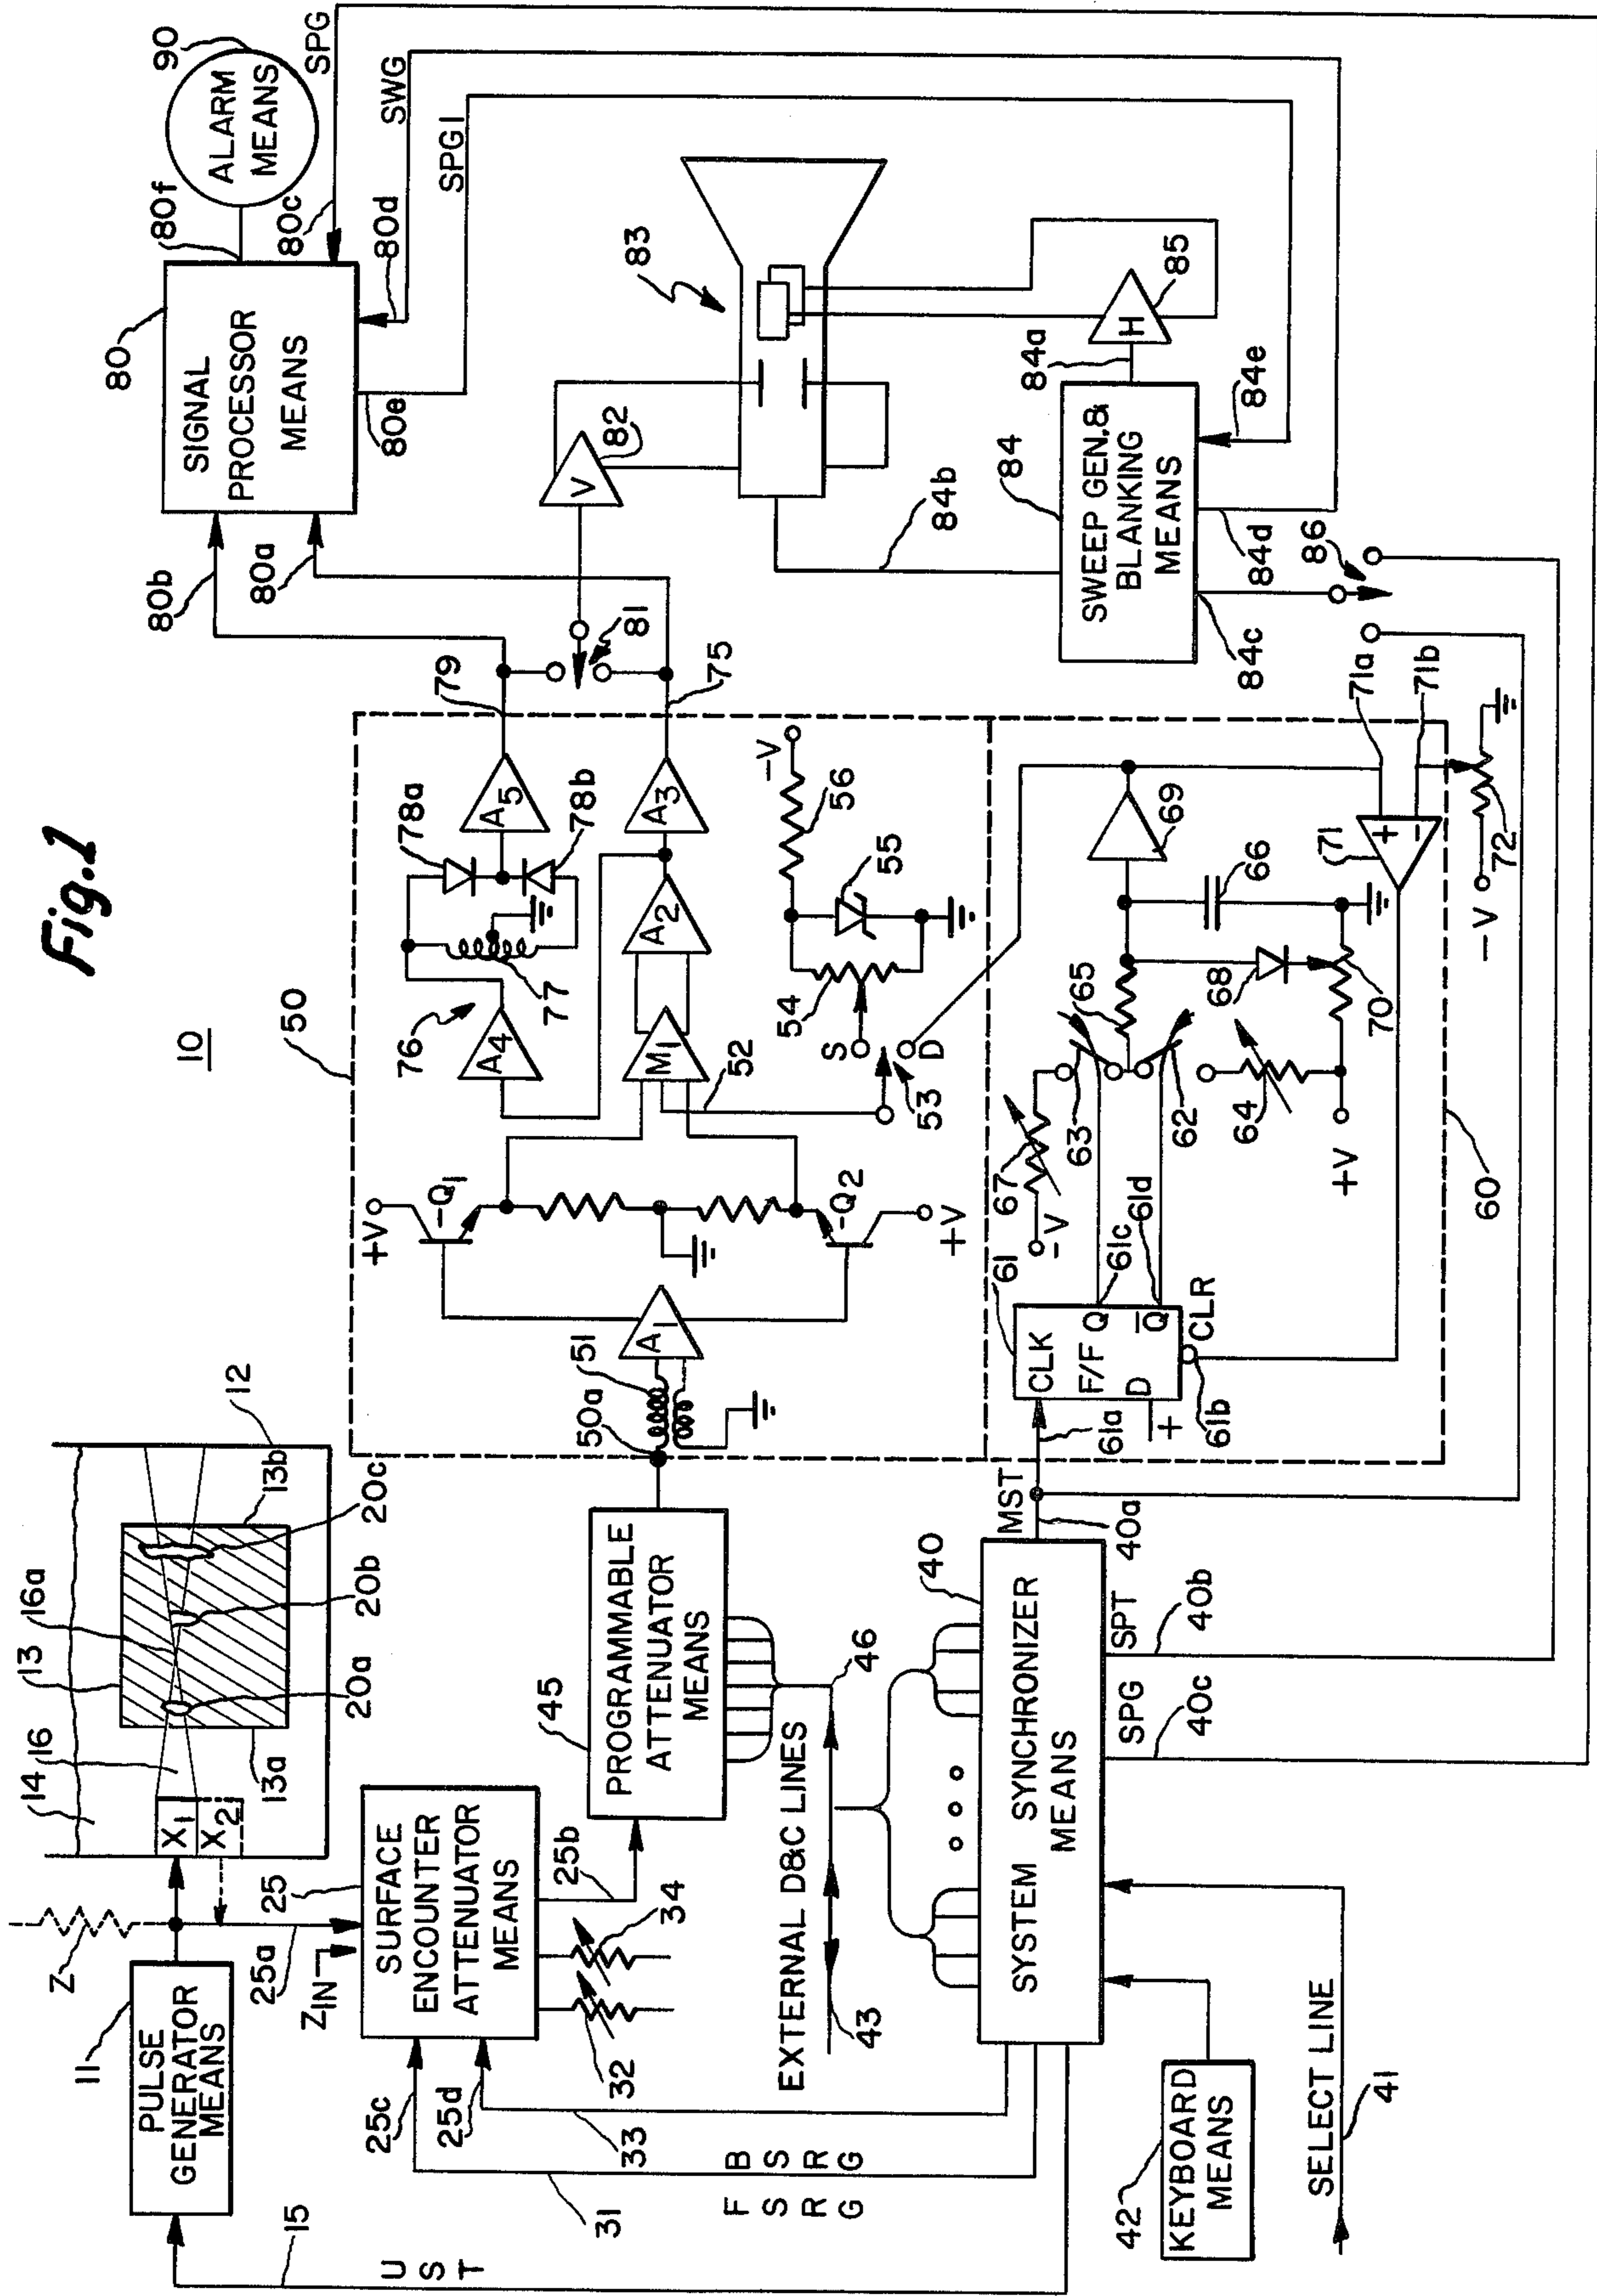 Fig.1
10
11
PULSE
GENERATOR
MEANS
15
U
S
T
Z
ZIN
25a
25
X1
X2
14
16
13
16a
13a
20a
20b
20c
13b
12
SURFACE
ENCOUNTER
ATTENUATOR
MEANS
25b
25c
25d
31
33
32
34
F S R G
B S R G
45
PROGRAMMABLE
ATTENUATOR
MEANS
46
EXTERNAL D&C LINES
43
40
SYSTEM SYNCHRONIZER
MEANS
MST
40a
SPT
40b
SPG
40c
42
KEYBOARD
MEANS
SELECT LINE
41
50
50a
51
A1
+V
-Q1
-Q2
+V
M1
52
53
S
D
54
55
56
-V
A2
A3
75
76
A4
77
78a
78b
A5
79
60
61
CLK
F/F
Q
D
Q
+
CLR
61a
61b
61c
61d
62
63
64
65
66
67
-V
68
69
70
+V
71
+
-
71a
71b
72
-V
80
SIGNAL
PROCESSOR
MEANS
80a
80b
80c
80d
80e
80f
ALARM
MEANS
90
SPG
SWG
SPG1
81
V
82
83
84
SWEEP GEN.&
BLANKING
MEANS
84a
84b
84c
84d
84e
H
85
86